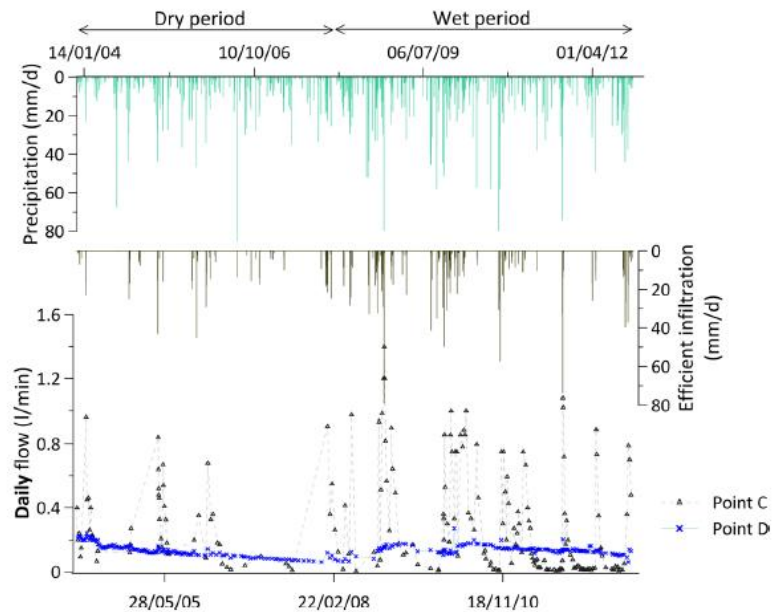 Dry period
Wet period
14/01/04
10/10/06
06/07/09
01/04/12
Precipitation (mm/d)
0
20
40
60
80
0
20
40
60
80
Efficient infiltration
(mm/d)
1.6
1.2
0.8
0.4
0
Daily flow (l/min)
Point C
Point D
28/05/05
22/02/08
18/11/10